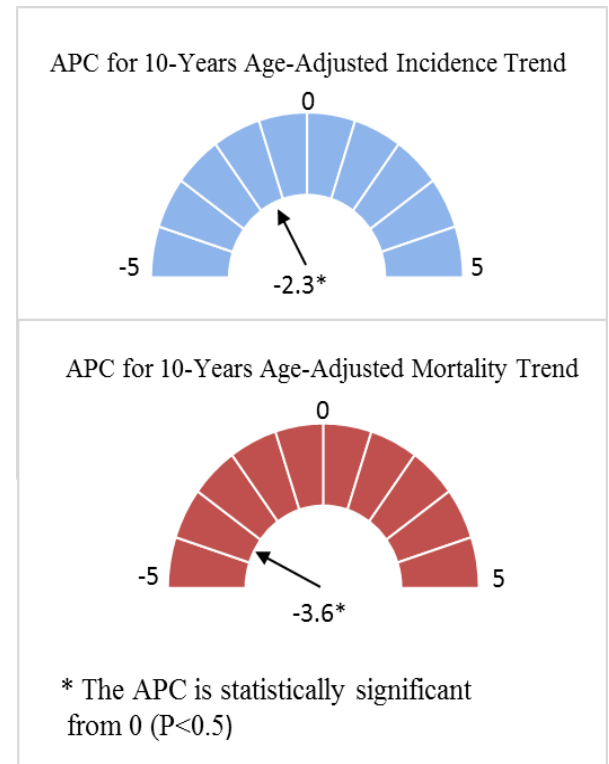 APC for 10-Years Age-Adjusted Incidence Trend
0
-5
5
-2.3*
APC for 10-Years Age-Adjusted Mortality Trend
0
-5
5
-3.6*
* The APC is statistically significant
from 0 (P<0.5)